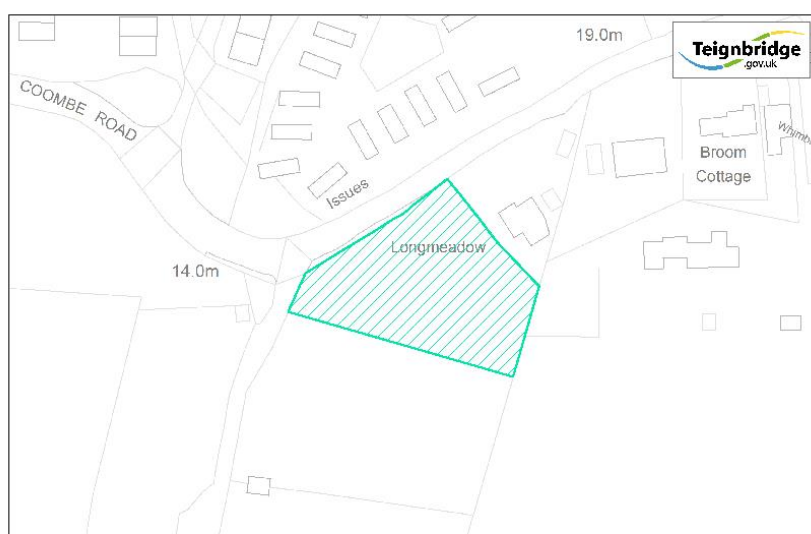 19.0m
Teignbridge
.gov.uk
COOMBE ROAD
Broom
Cottage
Issues
Longmeadow
14.0m